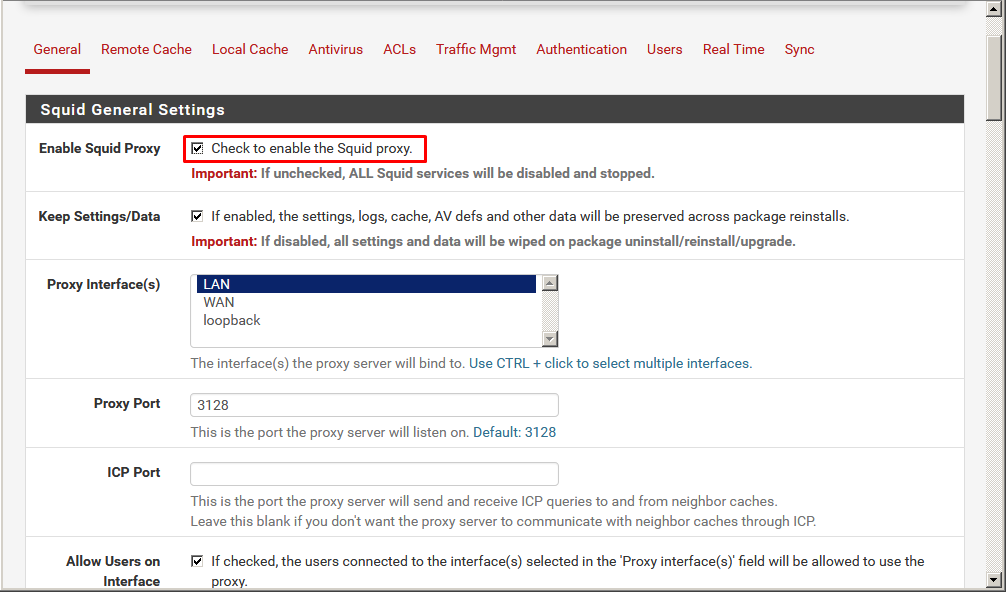 General Remote Cache Local Cache Antivirus ACLs Traffic Mgmt Authentication Users Real Time Sync
Squid General Settings
Enable Squid Proxy Check to enable the Squid proxy.
Important: If unchecked, ALL Squid services will be disabled and stopped.
Keep Settings/Data If enabled, the settings, logs, cache, AV defs and other data will be preserved across package reinstalls.
Important: If disabled, all settings and data will be wiped on package uninstall/reinstall/upgrade.
Proxy Interface(s) LAN
WAN
loopback
The interface(s) the proxy server will bind to. Use CTRL + click to select multiple interfaces.
Proxy Port 3128
This is the port the proxy server will listen on. Default: 3128
ICP Port
This is the port the proxy server will send and receive ICP queries to and from neighbor caches.
Leave this blank if you don't want the proxy server to communicate with neighbor caches through ICP.
Allow Users on If checked, the users connected to the interface(s) selected in the 'Proxy interface(s)' field will be allowed to use the
Interface proxy.